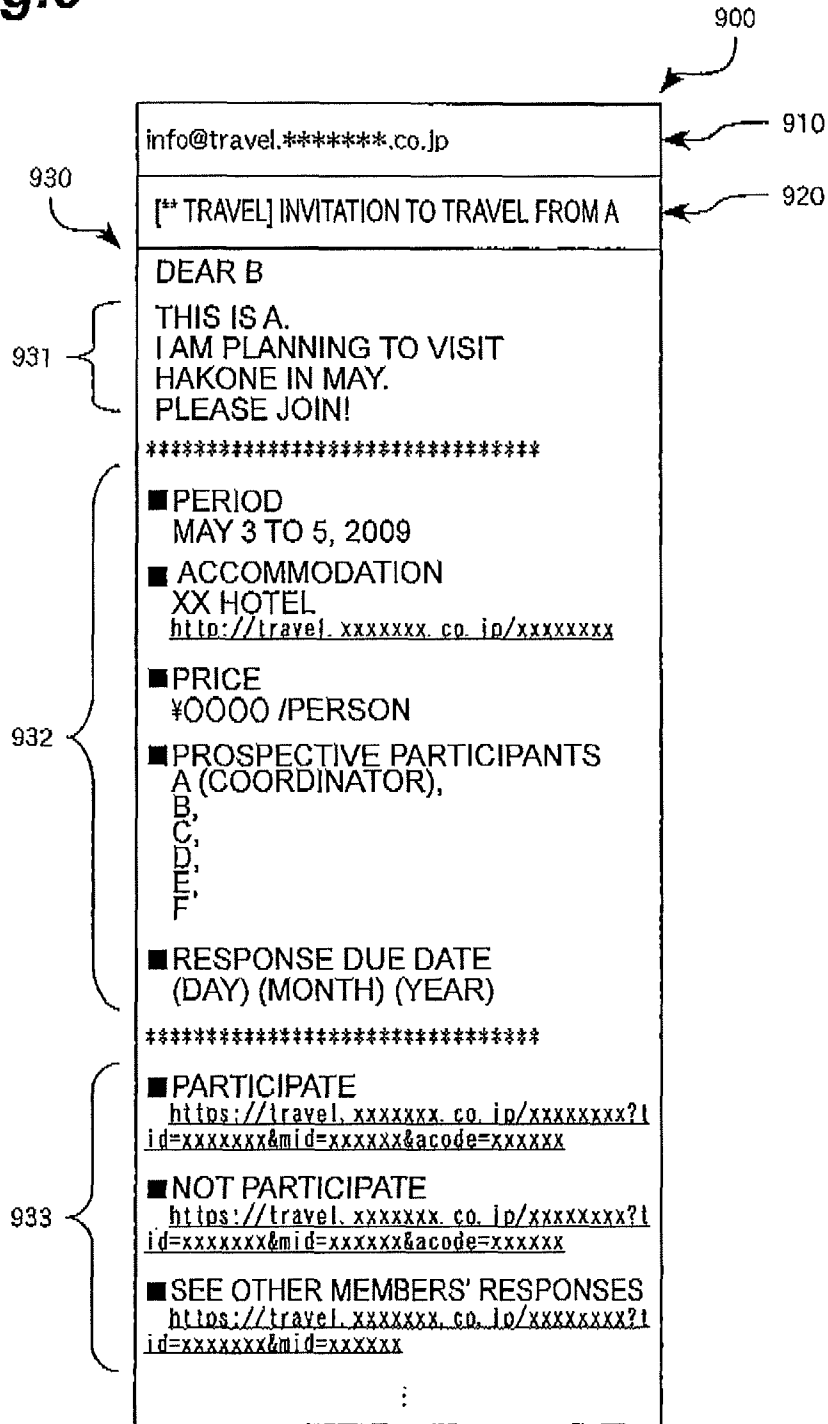 900
info@travel.*******.co.jp
910
930
[** TRAVEL] INVITATION TO TRAVEL FROM A
920
DEAR B
931
THIS IS A.
I AM PLANNING TO VISIT
HAKONE IN MAY.
PLEASE JOIN!
********************************
932
■PERIOD
MAY 3 TO 5, 2009
■ ACCOMMODATION
XX HOTEL
http://travel.xxxxxxx.co.jp/xxxxxxxx
■PRICE
¥OOOO /PERSON
■PROSPECTIVE PARTICIPANTS
A (COORDINATOR),
B,
C,
D,
E,
F
■RESPONSE DUE DATE
(DAY) (MONTH) (YEAR)
********************************
933
■PARTICIPATE
https://travel.xxxxxxx.co.jp/xxxxxxxx?t
id=xxxxxxx&mid=xxxxxx&acode=xxxxxx
■NOT PARTICIPATE
https://travel.xxxxxxx.co.jp/xxxxxxxx?t
id=xxxxxxx&mid=xxxxxx&acode=xxxxxx
■SEE OTHER MEMBERS' RESPONSES
https://travel.xxxxxxx.co.jp/xxxxxxxx?t
id=xxxxxxx&mid=xxxxxx
⋮